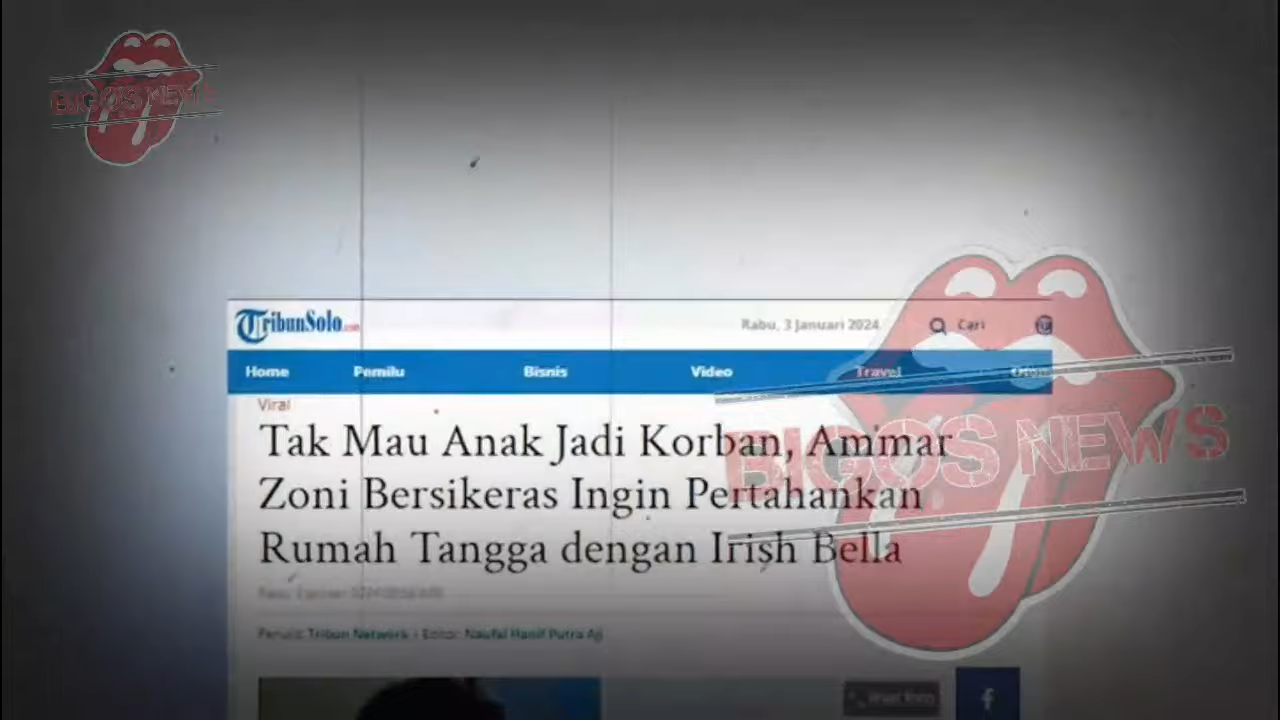 BIGOS NEWS
TribunSolo.com
Rabu, 3 Januari 2024
Cari
Home
Pemilu
Bisnis
Video
Travel
Viral
Tak Mau Anak Jadi Korban, Ammar
Zoni Bersikeras Ingin Pertahankan
Rumah Tangga dengan Irish Bella
BIGOS NEWS
Penulis: Tribun Network | Editor: Naufal Hanif Putra Aji
f